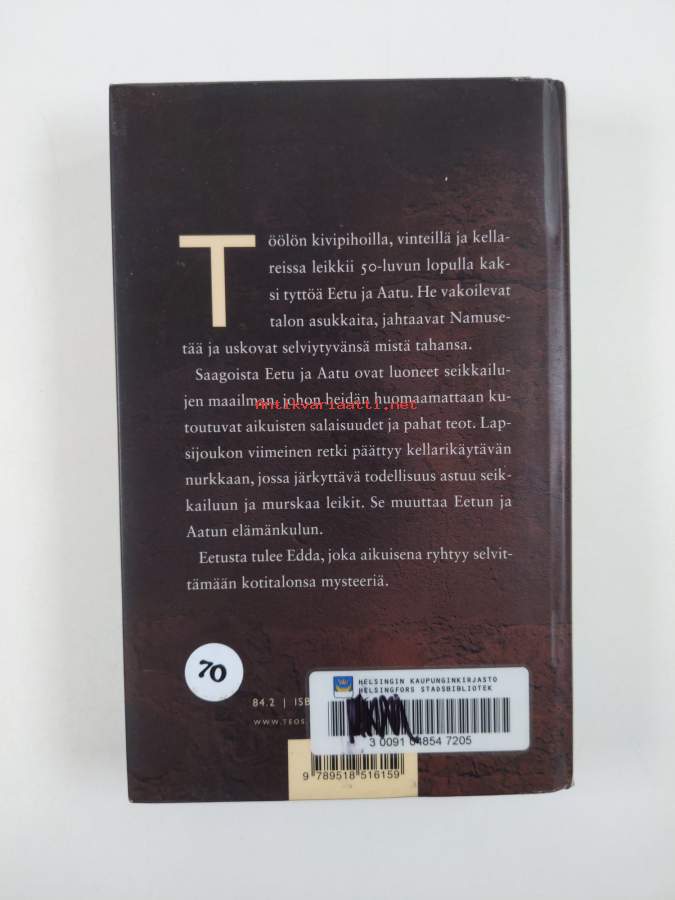 Töölön kivipihoilla, vinteillä ja kella-
reissa leikkii 50-luvun lopulla kak-
si tyttöä Eetu ja Aatu. He vakoilevat
talon asukkaita, jahtaavat Namuse-
tää ja uskovat selviytyvänsä mistä tahansa.
Saagoista Eetu ja Aatu ovat luoneet seikkailu-
jen maailman, johon heidän huomaamattaan ku-
Antikvariaatti.net
toutuvat aikuisten salaisuudet ja pahat teot. Lap-
sijoukon viimeinen retki päättyy kellarikäytävän
nurkkaan, jossa järkyttävä todellisuus astuu seik-
kailuun ja murskaa leikit. Se muuttaa Eetun ja
Aatun elämänkulun.
Eetusta tulee Edda, joka aikuisena ryhtyy selvit-
tämään kotitalonsa mysteeriä.
70
HELSINGIN KAUPUNGINKIRJASTO
HELSINGFORS STADSBIBLIOTEK
84.2 | ISB
WWW.TEOS.
3 0091 04854 7205
9 789518 516159